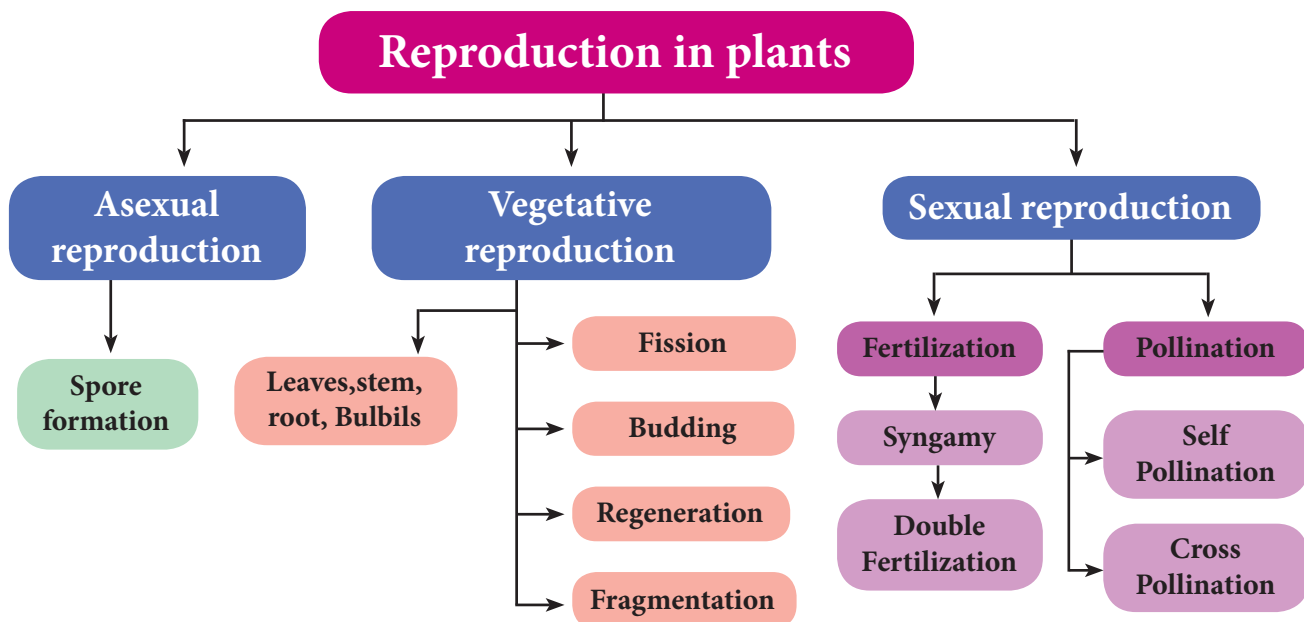 Reproduction in plants
Asexual
reproduction
Vegetative
reproduction
Sexual reproduction
Spore
formation
Leaves,stem,
root, Bulbils
Fission
Budding
Regeneration
Fragmentation
Fertilization
Syngamy
Double
Fertilization
Pollination
Self
Pollination
Cross
Pollination